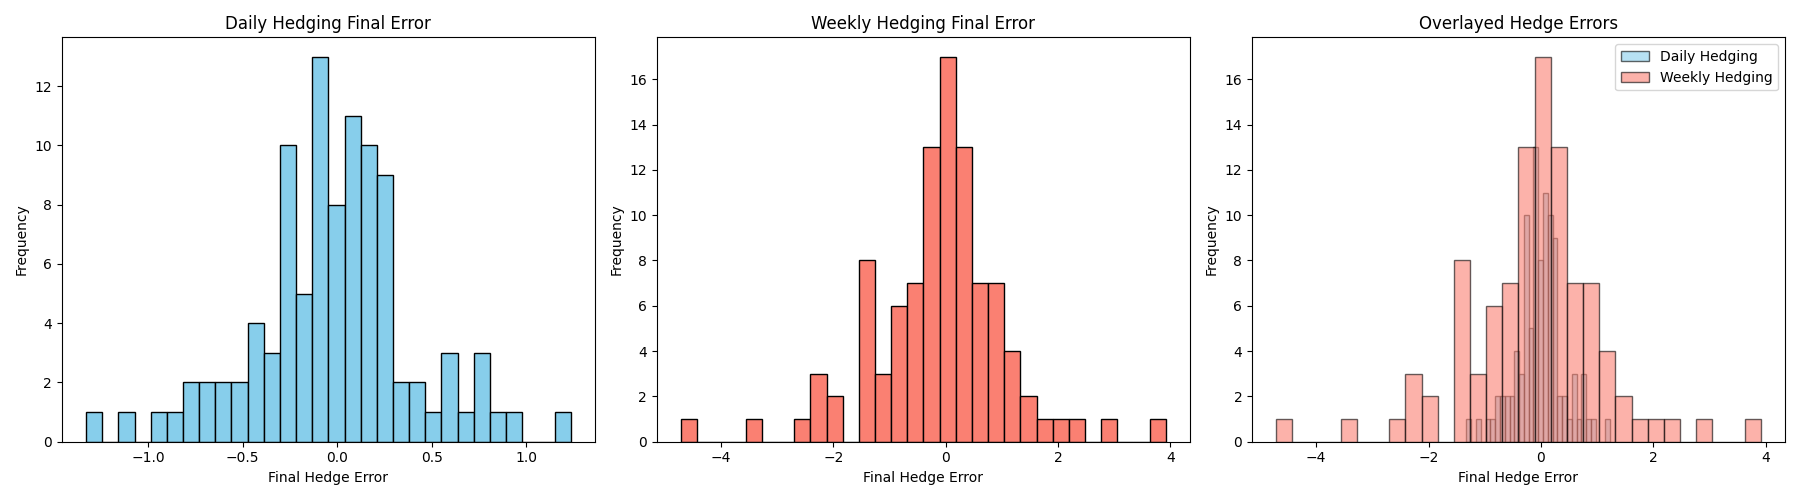 Daily Hedging Final Error
12
10
8
6
4
2
0
Frequency
−1.0 −0.5 0.0 0.5 1.0
Final Hedge Error
Weekly Hedging Final Error
16
14
12
10
8
6
4
2
0
Frequency
−4 −2 0 2 4
Final Hedge Error
Overlayed Hedge Errors
Daily Hedging
Weekly Hedging
16
14
12
10
8
6
4
2
0
Frequency
−4 −2 0 2 4
Final Hedge Error